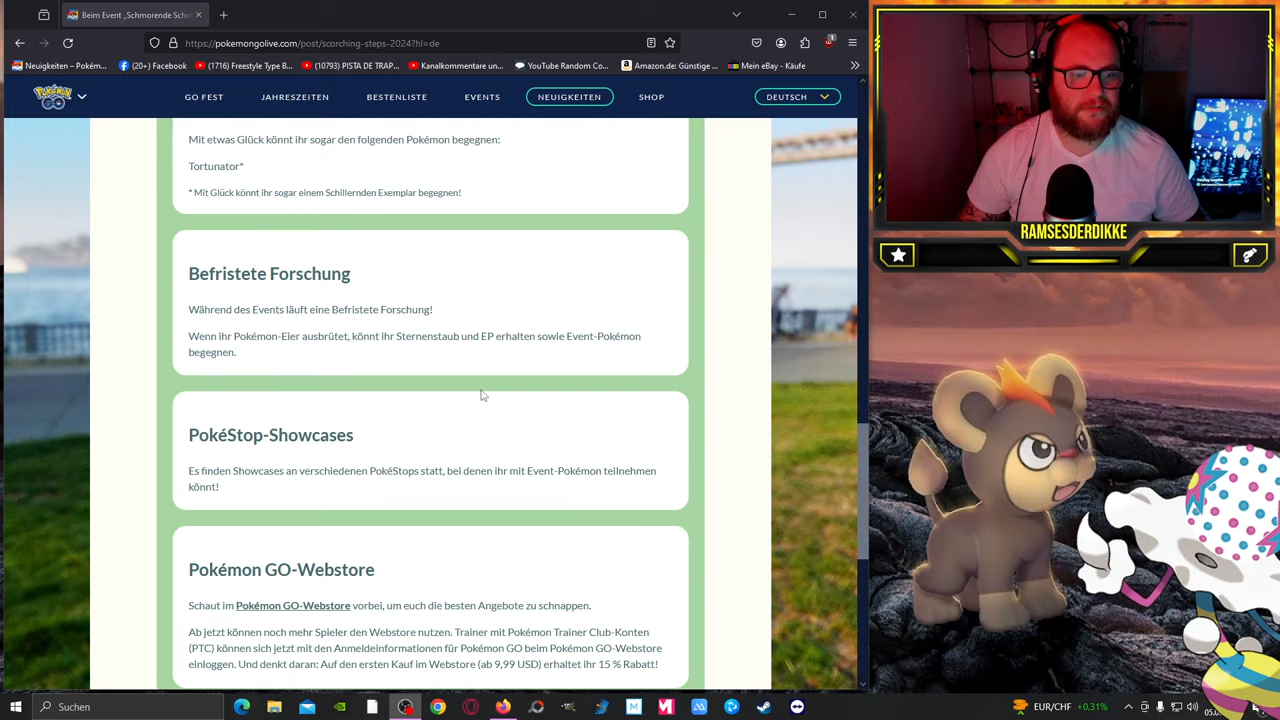 Beim Event „Schmorende Schri
https://pokemongolive.com/post/scorching-steps-2024?hl=de
1
Neuigkeiten – Pokém...
(20+) Facebook
(1716) Freestyle Type B...
(10793) PISTA DE TRAP...
Kanalkommentare un...
YouTube Random Co...
Amazon.de: Günstige ...
Mein eBay - Käufe
POKÉMON GO
GO FEST
JAHRESZEITEN
BESTENLISTE
EVENTS
NEUIGKEITEN
SHOP
DEUTSCH
Mit etwas Glück könnt ihr sogar den folgenden Pokémon begegnen:
Tortunator*
* Mit Glück könnt ihr sogar einem Schillernden Exemplar begegnen!
Befristete Forschung
Während des Events läuft eine Befristete Forschung!
Wenn ihr Pokémon-Eier ausbrütet, könnt ihr Sternenstaub und EP erhalten sowie Event-Pokémon
begegnen.
PokéStop-Showcases
Es finden Showcases an verschiedenen PokéStops statt, bei denen ihr mit Event-Pokémon teilnehmen
könnt!
Pokémon GO-Webstore
Schaut im Pokémon GO-Webstore vorbei, um euch die besten Angebote zu schnappen.
Ab jetzt können noch mehr Spieler den Webstore nutzen. Trainer mit Pokémon Trainer Club-Konten
(PTC) können sich jetzt mit den Anmeldeinformationen für Pokémon GO beim Pokémon GO-Webstore
einloggen. Und denkt daran: Auf den ersten Kauf im Webstore (ab 9,99 USD) erhaltet ihr 15 % Rabatt!
RAMSESDERDIKKE
Suchen
EUR/CHF +0,31%